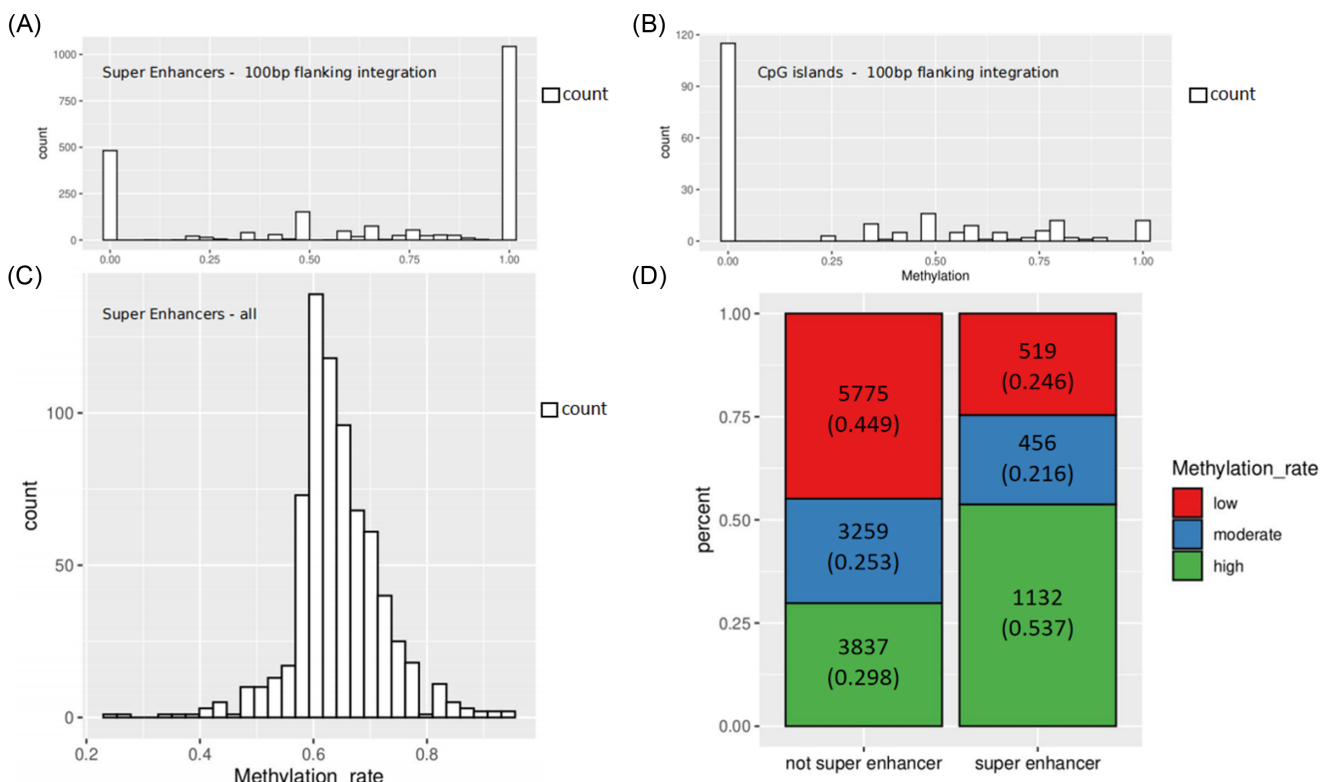 (A)
1000
750
500
250
0
count
Super Enhancers - 100bp flanking integration
0.00
0.25
0.50
0.75
1.00
count
(B)
120
90
60
30
0
count
CpG islands - 100bp flanking integration
0.00
0.25
0.50
0.75
1.00
Methylation
count
(C)
100
50
0
count
Super Enhancers - all
0.2
0.4
0.6
0.8
Methylation_rate
count
(D)
1.00
0.75
0.50
0.25
0.00
percent
5775
(0.449)
3259
(0.253)
3837
(0.298)
519
(0.246)
456
(0.216)
1132
(0.537)
not super enhancer
super enhancer
Methylation_rate
low
moderate
high